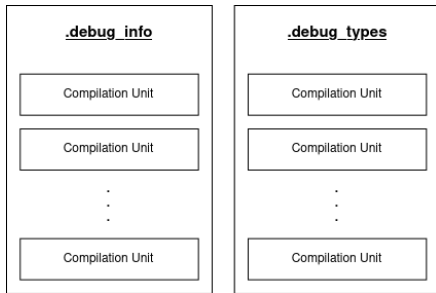 .debug_info
Compilation Unit
Compilation Unit
.
.
.
Compilation Unit
.debug_types
Compilation Unit
Compilation Unit
.
.
.
Compilation Unit